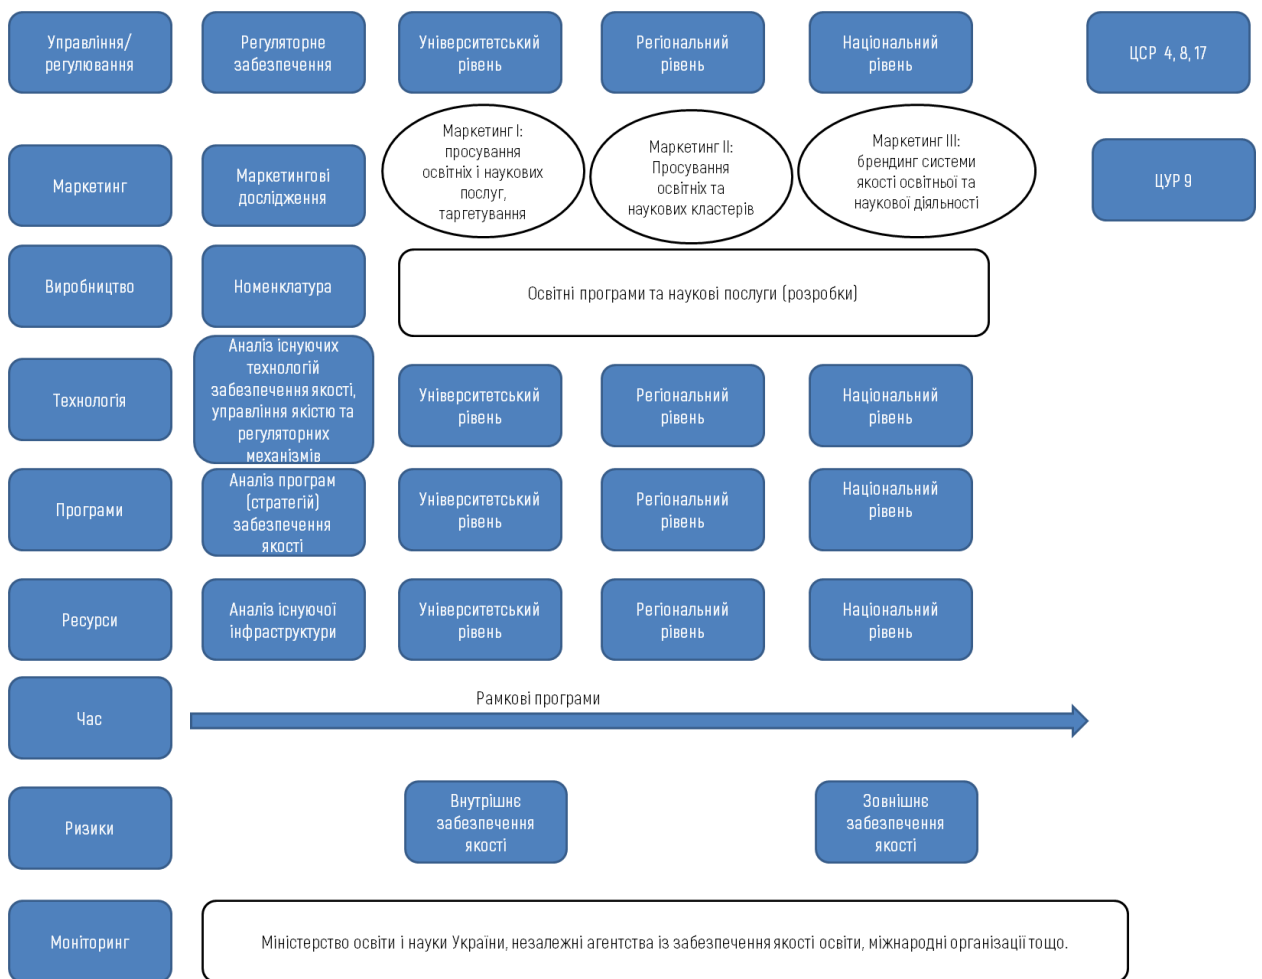 Управління/
регулювання
Регуляторне
забезпечення
Університетський
рівень
Регіональний
рівень
Національний
рівень
ЦСР 4, 8, 17
Маркетинг
Маркетингові
дослідження
Маркетинг І:
просування
освітніх і наукових
послуг,
таргетування
Маркетинг ІІ:
Просування
освітніх та
наукових кластерів
Маркетинг ІІІ:
брендинг системи
якості освітньої та
наукової діяльності
ЦУР 9
Виробництво
Номенклатура
Освітні програми та наукові послуги (розробки)
Технологія
Аналіз існуючих
технологій
забезпечення якості,
управління якістю та
регуляторних
механізмів
Університетський
рівень
Регіональний
рівень
Національний
рівень
Програми
Аналіз програм
(стратегій)
забезпечення
якості
Університетський
рівень
Регіональний
рівень
Національний
рівень
Ресурси
Аналіз існуючої
інфраструктури
Університетський
рівень
Регіональний
рівень
Національний
рівень
Час
Рамкові програми
Ризики
Внутрішнє
забезпечення
якості
Зовнішнє
забезпечення
якості
Моніторинг
Міністерство освіти і науки України, незалежні агентства із забезпечення якості освіти, міжнародні організації тощо.